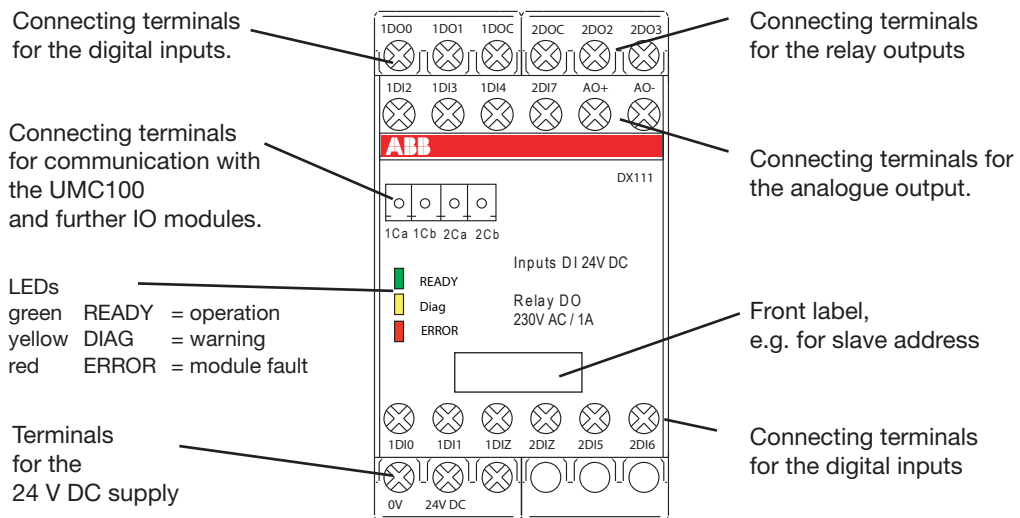 Connecting terminals
for the digital inputs.
1DO0 1DO1 1DOC 2DOC 2DO2 2DO3
Connecting terminals
for the relay outputs
1DI2 1DI3 1DI4 2DI7 AO+ AO-
Connecting terminals
for communication with
the UMC100
and further IO modules.
ABB
DX111
Connecting terminals for
the analogue output.
1Ca 1Cb 2Ca 2Cb
Inputs DI 24V DC
LEDs
green READY = operation
yellow DIAG = warning
red ERROR = module fault
READY
Diag
ERROR
Relay DO
230V AC / 1A
Front label,
e.g. for slave address
1DI0 1DI1 1DIZ 2DIZ 2DI5 2DI6
Terminals
for the
24 V DC supply
Connecting terminals
for the digital inputs
0V 24V DC